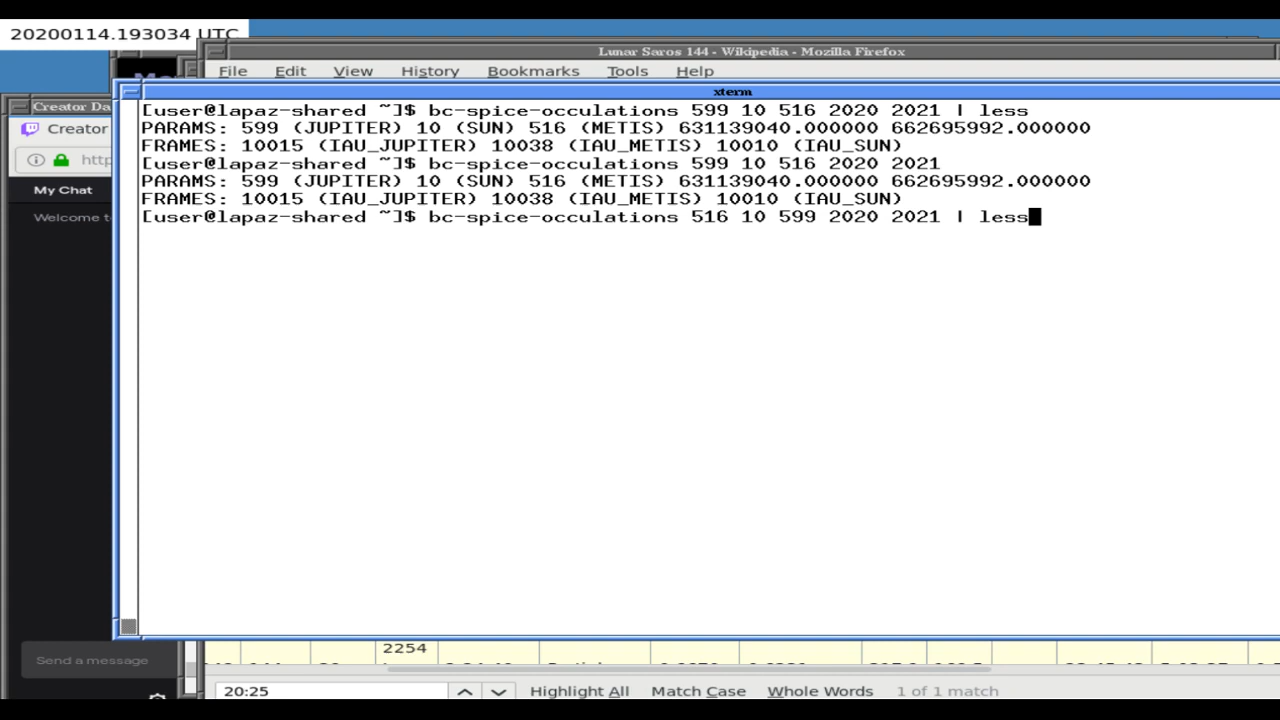 20200114.193034 UTC
Lunar Saros 144 - Wikipedia - Mozilla Firefox
File Edit View History Bookmarks Tools Help
xterm
Creator Da
Creator
http
My Chat
Welcome to
[user@lapaz-shared ~]$ bc-spice-occulations 599 10 516 2020 2021 | less
PARAMS: 599 (JUPITER) 10 (SUN) 516 (METIS) 631139040.000000 662695992.000000
FRAMES: 10015 (IAU_JUPITER) 10038 (IAU_METIS) 10010 (IAU_SUN)
[user@lapaz-shared ~]$ bc-spice-occulations 599 10 516 2020 2021
PARAMS: 599 (JUPITER) 10 (SUN) 516 (METIS) 631139040.000000 662695992.000000
FRAMES: 10015 (IAU_JUPITER) 10038 (IAU_METIS) 10010 (IAU_SUN)
[user@lapaz-shared ~]$ bc-spice-occulations 516 10 599 2020 2021 | less
2254
Send a message
20:25 Highlight All Match Case Whole Words 1 of 1 match